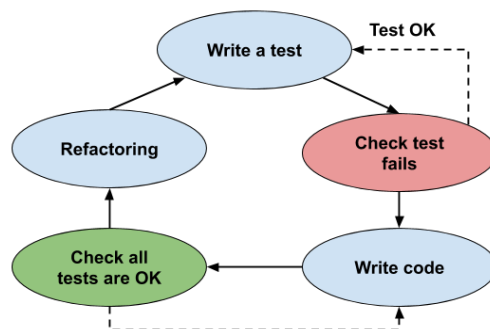 Test OK
Write a test
Check test
fails
Refactoring
Check all
tests are OK
Write code